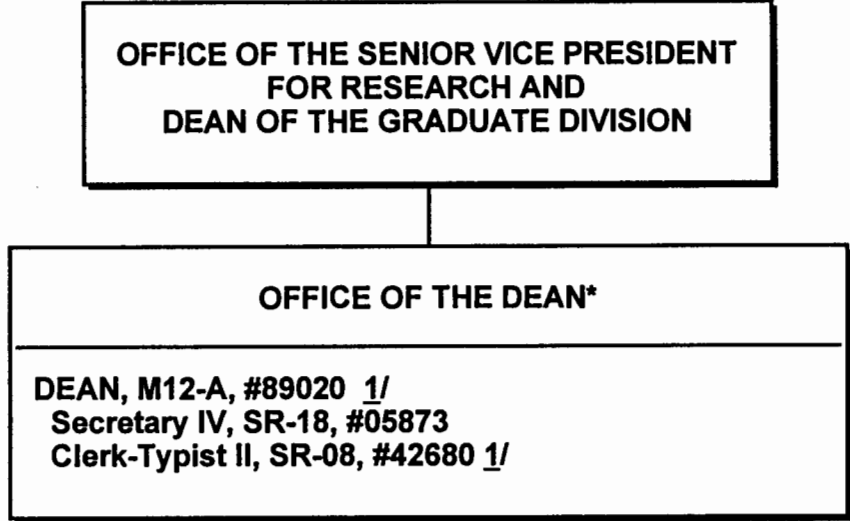 OFFICE OF THE SENIOR VICE PRESIDENT
FOR RESEARCH AND
DEAN OF THE GRADUATE DIVISION
OFFICE OF THE DEAN*
DEAN, M12-A, #89020 1/
Secretary IV, SR-18, #05873
Clerk-Typist II, SR-08, #42680 1/